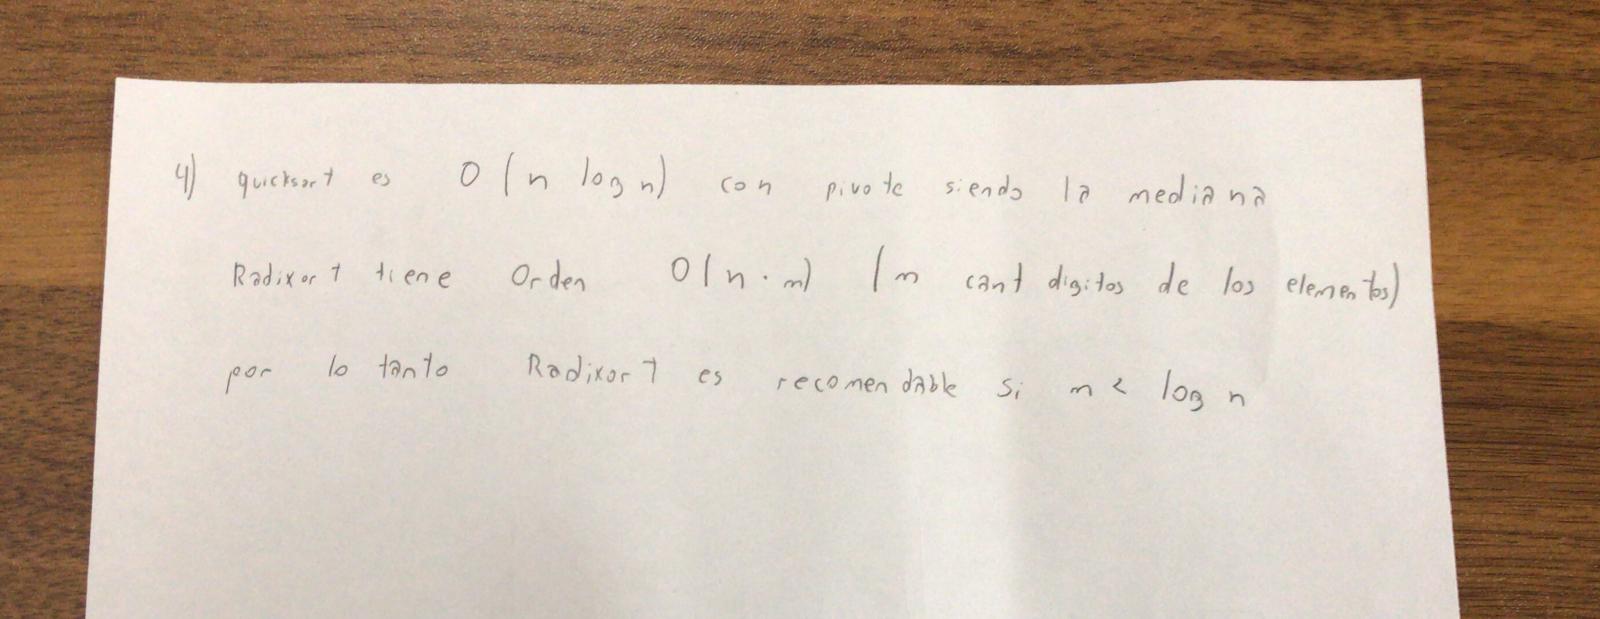 4) quicksort es O(n log n) con pivote siendo la mediana
Radixort tiene Orden O(n·m) (m cant digitos de los elementos)
por lo tanto Radixort es recomendable si m < log n